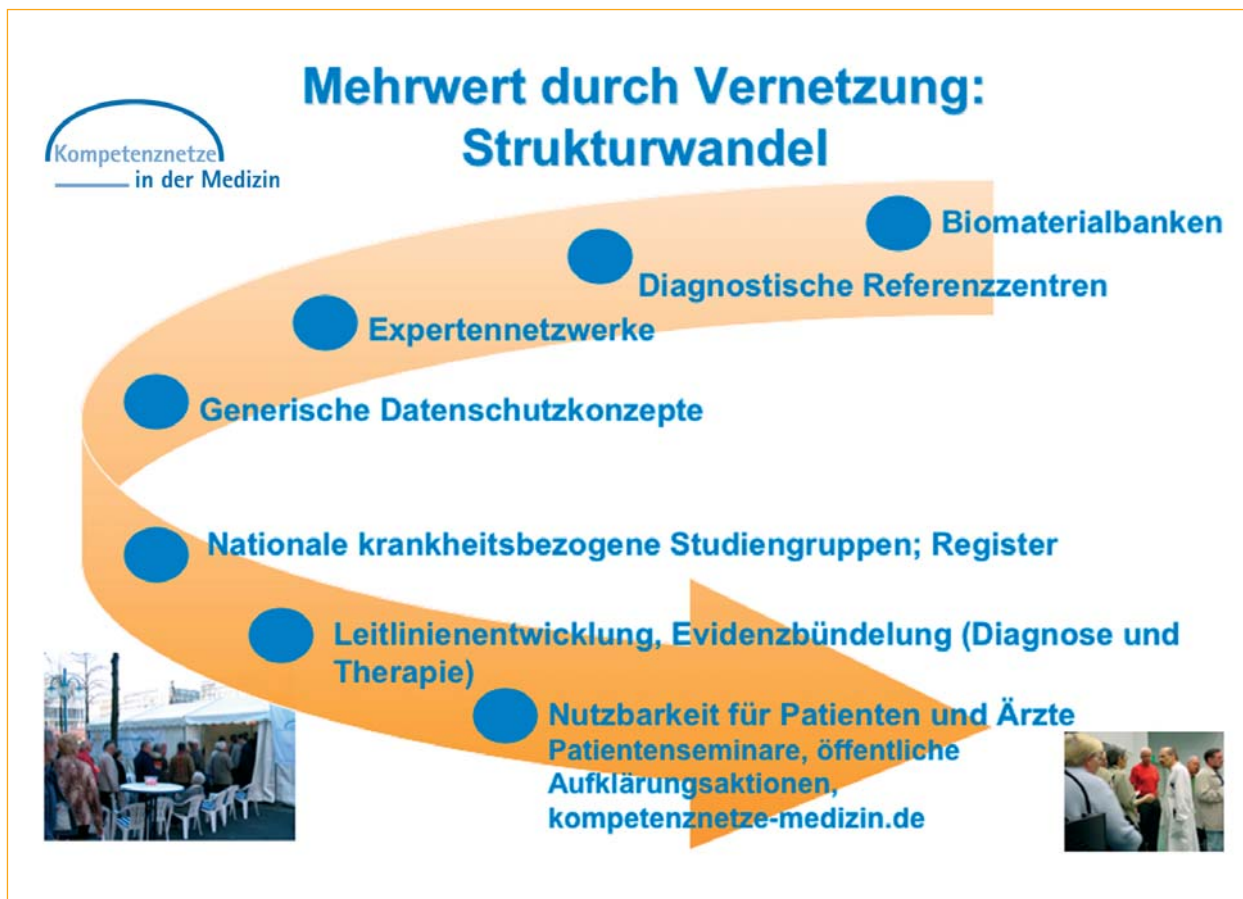 Mehrwert durch Vernetzung:
Strukturwandel
Kompetenznetze
in der Medizin
Biomaterialbanken
Diagnostische Referenzzentren
Expertennetzwerke
Generische Datenschutzkonzepte
Nationale krankheitsbezogene Studiengruppen; Register
Leitlinienentwicklung, Evidenzbündelung (Diagnose und
Therapie)
Nutzbarkeit für Patienten und Ärzte
Patientenseminare, öffentliche
Aufklärungsaktionen,
kompetenznetze-medizin.de